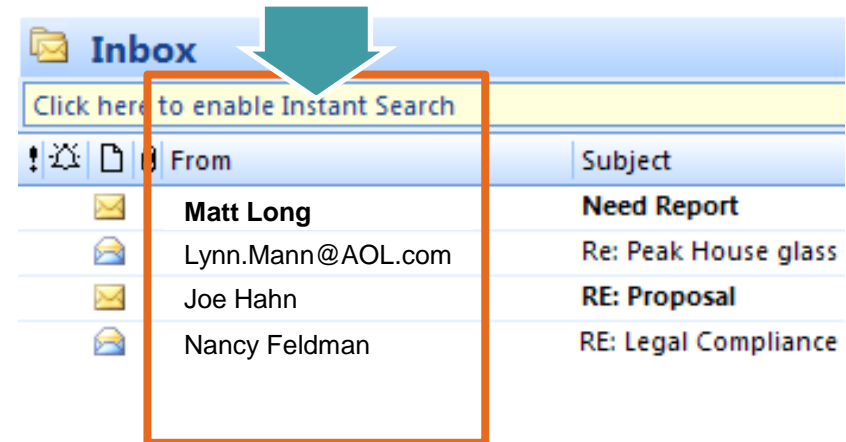 Inbox
Click here to enable Instant Search
! From Subject
Matt Long Need Report
Lynn.Mann@AOL.com Re: Peak House glass
Joe Hahn RE: Proposal
Nancy Feldman RE: Legal Compliance